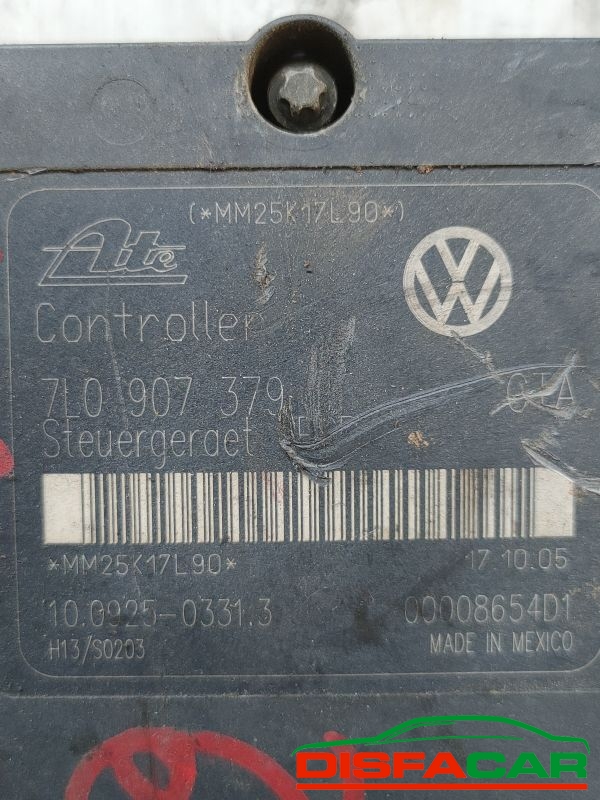 (*MM25K17L90*)
Ate
Controller
7L0 907 379
Steuergeraet
*MM25K17L90* 17.10.05
10.0925-0331.3 00008654D1
H13/S0203 MADE IN MEXICO
DISFACAR